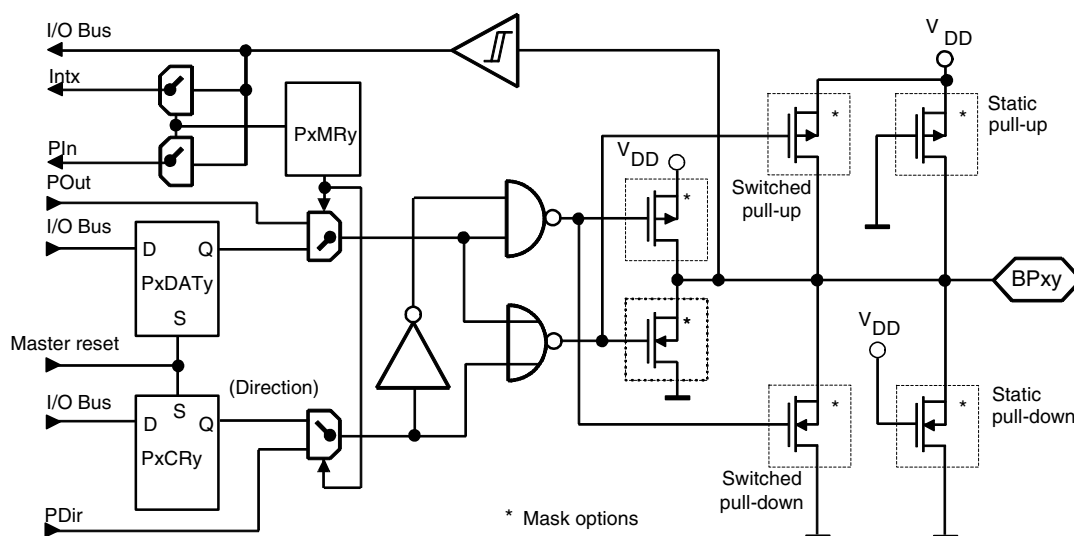 I/O Bus
Intx
PIn
POut
I/O Bus
D
Q
PxDATy
S
Master reset
I/O Bus
(Direction)
S
D
Q
PxCRy
PDir
PxMRy
V
DD
*
*
V
DD
*
Static
pull-up
*
Switched
pull-up
BPxy
V
DD
*
Static
pull-down
*
Switched
pull-down
* Mask options